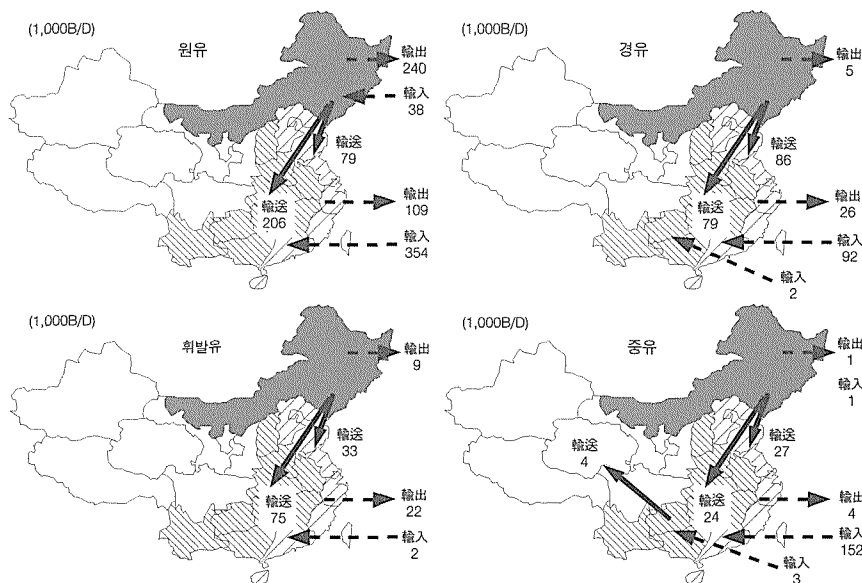 (1,000B/D)
원유
輸出
240
輸入
38
輸送
79
輸送
206
輸出
109
輸入
354
(1,000B/D)
경유
輸出
5
輸送
86
輸送
79
輸出
26
輸入
92
輸入
2
(1,000B/D)
휘발유
輸出
9
輸送
33
輸送
75
輸出
22
輸入
2
(1,000B/D)
중유
輸出
1
輸入
1
輸送
4
輸送
27
輸送
24
輸出
4
輸入
152
輸入
3